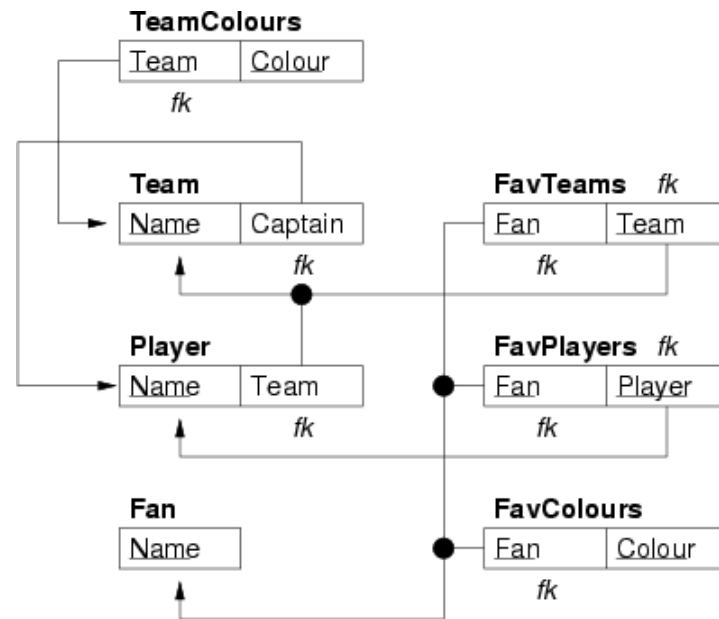 TeamColours
Team Colour
fk
Team
Name Captain
fk
FavTeams fk
Fan Team
fk
Player
Name Team
fk
FavPlayers fk
Fan Player
fk
Fan
Name
FavColours
Fan Colour
fk